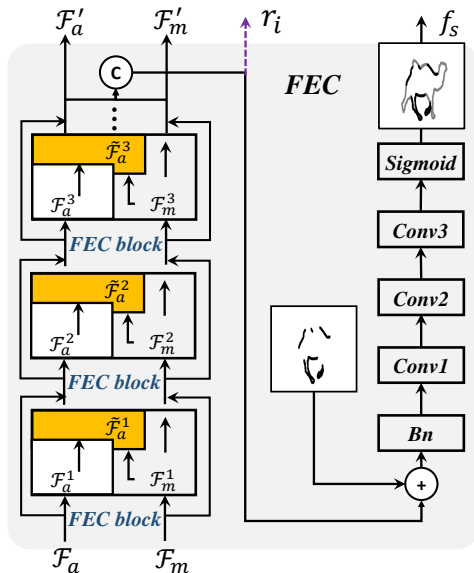 𝓕′ₐ 𝓕′ₘ rᵢ fₛ
C
FEC
𝓕̃ₐ³
𝓕ₐ³ 𝓕ₘ³
FEC block
𝓕̃ₐ²
𝓕ₐ² 𝓕ₘ²
FEC block
𝓕̃ₐ¹
𝓕ₐ¹ 𝓕ₘ¹
FEC block
𝓕ₐ 𝓕ₘ
Sigmoid
Conv3
Conv2
Conv1
Bn
+